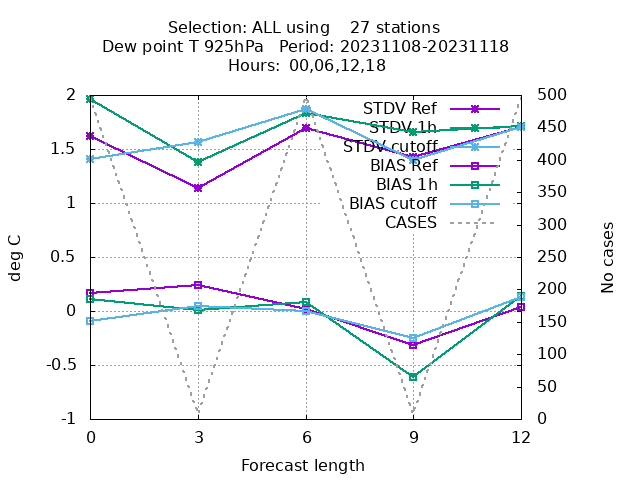 Selection: ALL using    27 stations
Dew point T 925hPa   Period: 20231108-20231118
Hours:  00,06,12,18
STDV Ref
STDV 1h
STDV cutoff
BIAS Ref
BIAS 1h
BIAS cutoff
CASES
2
1.5
1
0.5
0
-0.5
-1
deg C
500
450
400
350
300
250
200
150
100
50
0
No cases
0 3 6 9 12
Forecast length